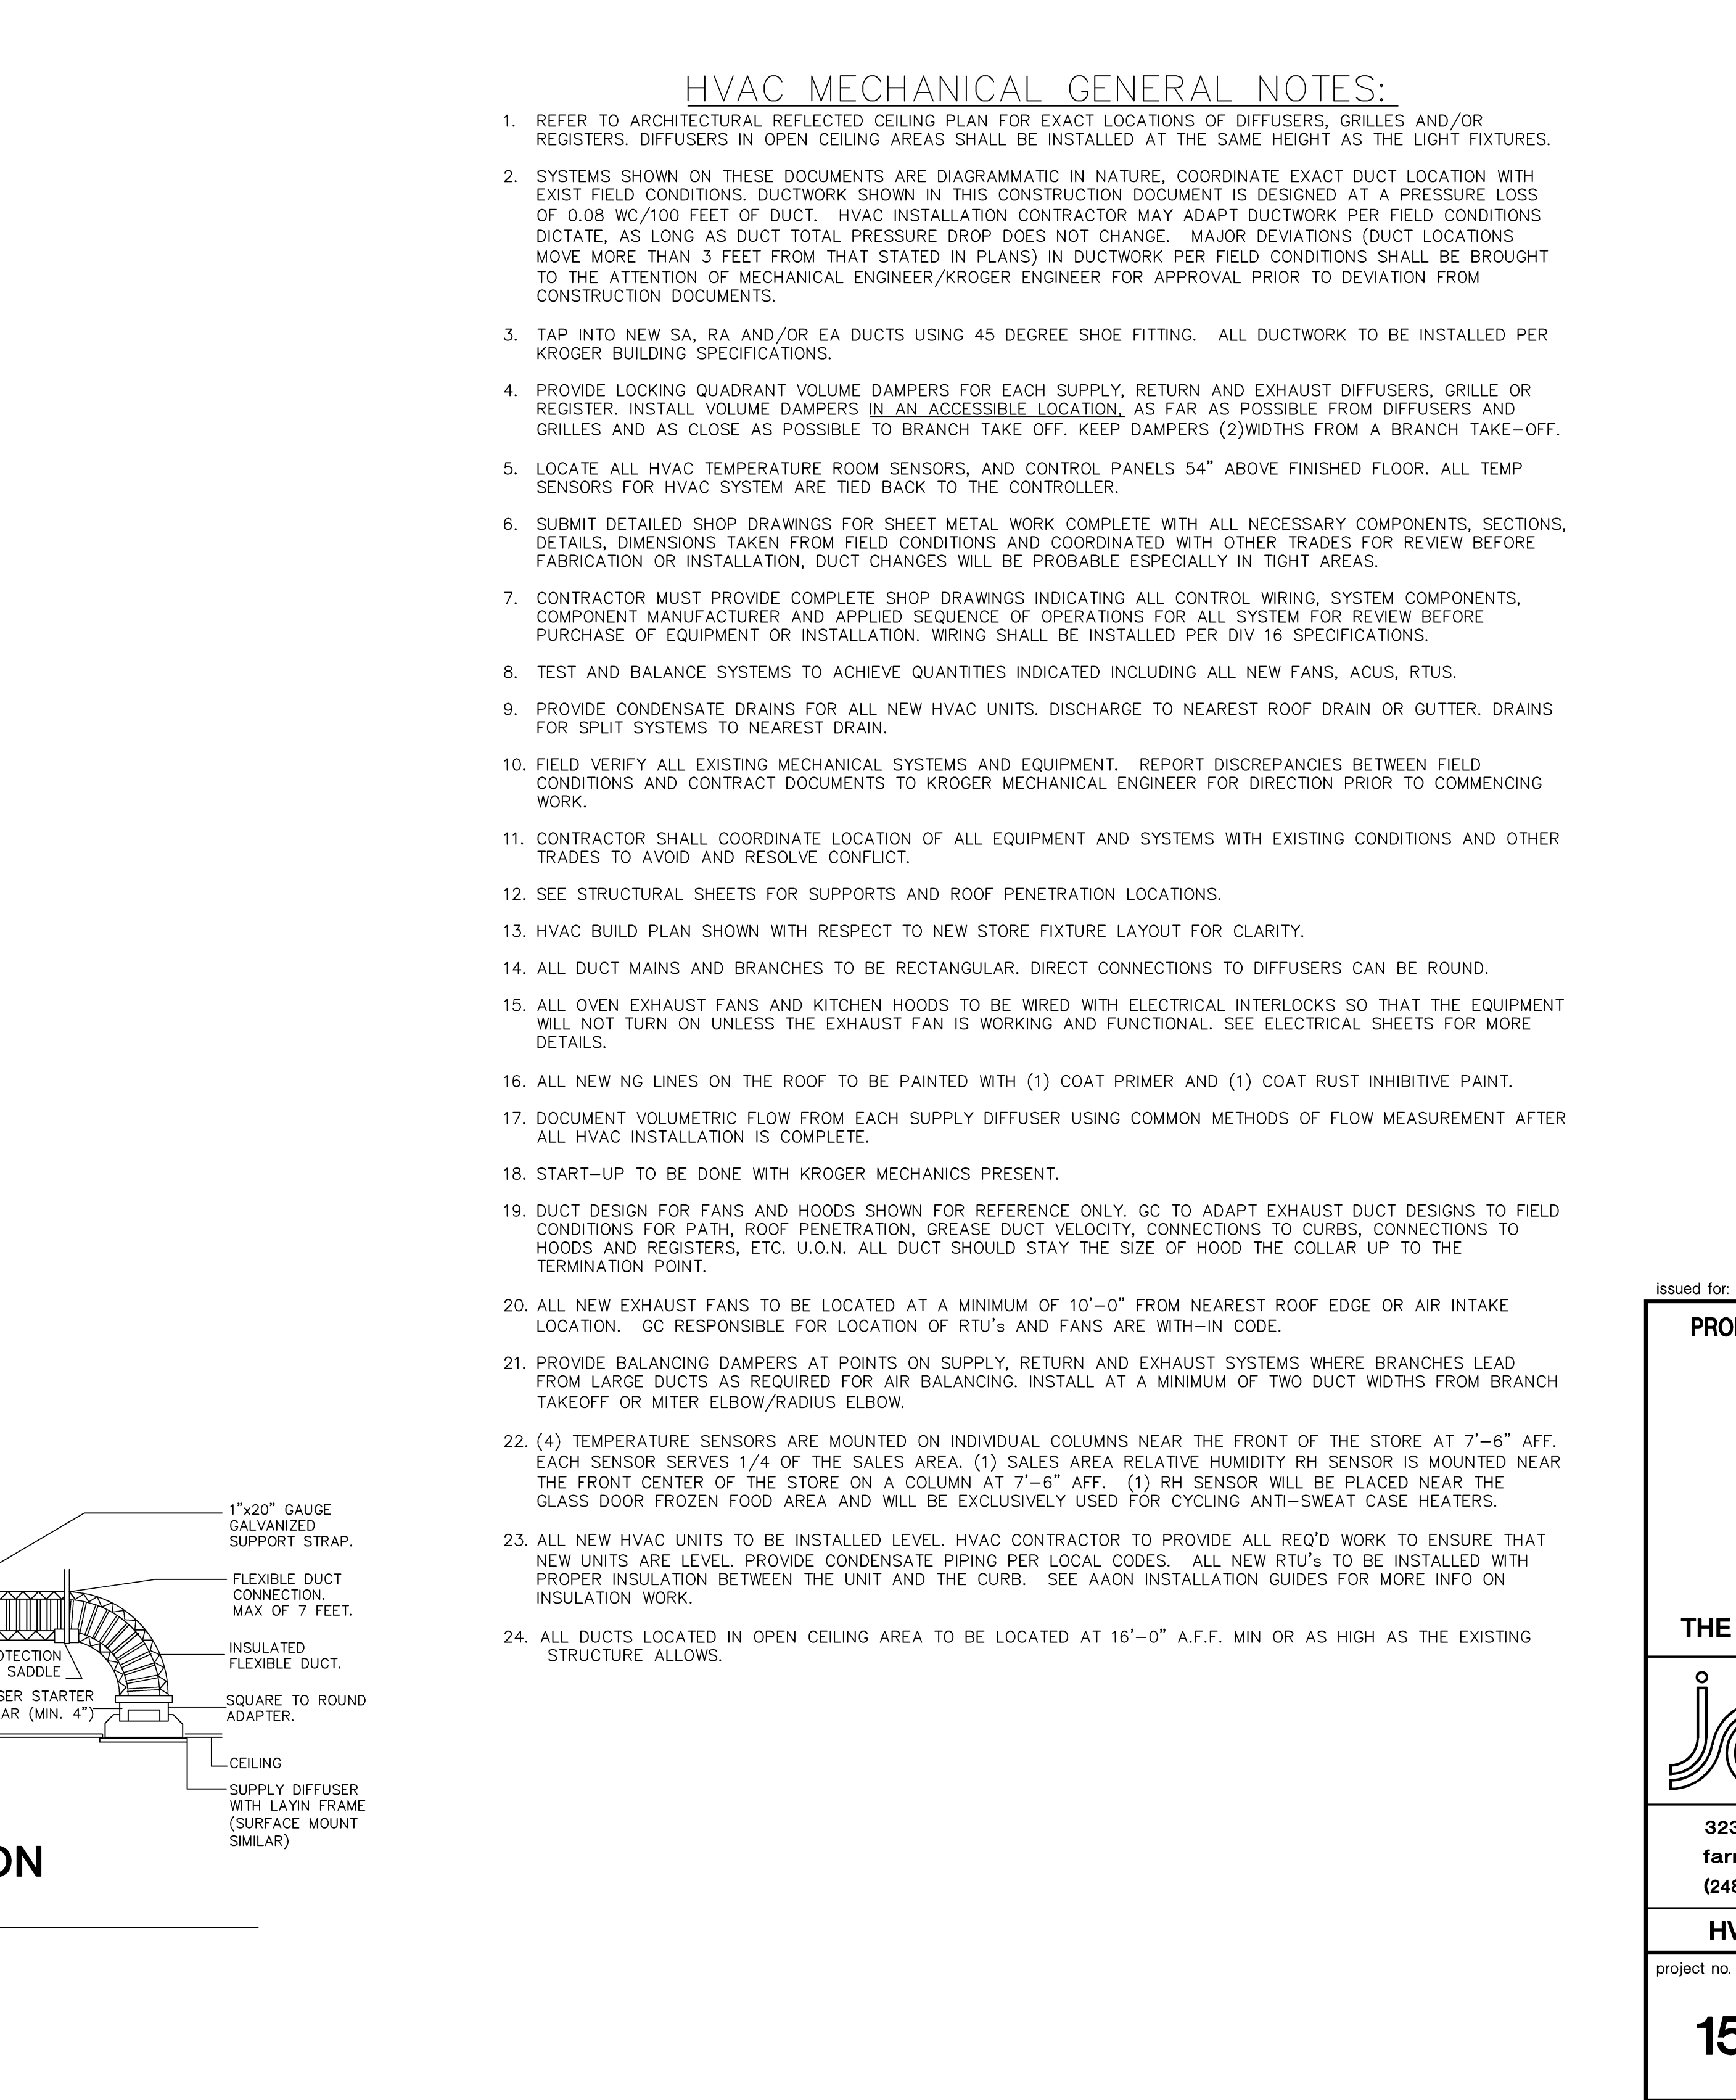 HVAC MECHANICAL GENERAL NOTES:
1. REFER TO ARCHITECTURAL REFLECTED CEILING PLAN FOR EXACT LOCATIONS OF DIFFUSERS, GRILLES AND/OR
REGISTERS. DIFFUSERS IN OPEN CEILING AREAS SHALL BE INSTALLED AT THE SAME HEIGHT AS THE LIGHT FIXTURES.
2. SYSTEMS SHOWN ON THESE DOCUMENTS ARE DIAGRAMMATIC IN NATURE, COORDINATE EXACT DUCT LOCATION WITH
EXIST FIELD CONDITIONS. DUCTWORK SHOWN IN THIS CONSTRUCTION DOCUMENT IS DESIGNED AT A PRESSURE LOSS
OF 0.08 WC/100 FEET OF DUCT. HVAC INSTALLATION CONTRACTOR MAY ADAPT DUCTWORK PER FIELD CONDITIONS
DICTATE, AS LONG AS DUCT TOTAL PRESSURE DROP DOES NOT CHANGE. MAJOR DEVIATIONS (DUCT LOCATIONS
MOVE MORE THAN 3 FEET FROM THAT STATED IN PLANS) IN DUCTWORK PER FIELD CONDITIONS SHALL BE BROUGHT
TO THE ATTENTION OF MECHANICAL ENGINEER/KROGER ENGINEER FOR APPROVAL PRIOR TO DEVIATION FROM
CONSTRUCTION DOCUMENTS.
3. TAP INTO NEW SA, RA AND/OR EA DUCTS USING 45 DEGREE SHOE FITTING. ALL DUCTWORK TO BE INSTALLED PER
KROGER BUILDING SPECIFICATIONS.
4. PROVIDE LOCKING QUADRANT VOLUME DAMPERS FOR EACH SUPPLY, RETURN AND EXHAUST DIFFUSERS, GRILLE OR
REGISTER. INSTALL VOLUME DAMPERS IN AN ACCESSIBLE LOCATION, AS FAR AS POSSIBLE FROM DIFFUSERS AND
GRILLES AND AS CLOSE AS POSSIBLE TO BRANCH TAKE OFF. KEEP DAMPERS (2)WIDTHS FROM A BRANCH TAKE-OFF.
5. LOCATE ALL HVAC TEMPERATURE ROOM SENSORS, AND CONTROL PANELS 54" ABOVE FINISHED FLOOR. ALL TEMP
SENSORS FOR HVAC SYSTEM ARE TIED BACK TO THE CONTROLLER.
6. SUBMIT DETAILED SHOP DRAWINGS FOR SHEET METAL WORK COMPLETE WITH ALL NECESSARY COMPONENTS, SECTIONS,
DETAILS, DIMENSIONS TAKEN FROM FIELD CONDITIONS AND COORDINATED WITH OTHER TRADES FOR REVIEW BEFORE
FABRICATION OR INSTALLATION, DUCT CHANGES WILL BE PROBABLE ESPECIALLY IN TIGHT AREAS.
7. CONTRACTOR MUST PROVIDE COMPLETE SHOP DRAWINGS INDICATING ALL CONTROL WIRING, SYSTEM COMPONENTS,
COMPONENT MANUFACTURER AND APPLIED SEQUENCE OF OPERATIONS FOR ALL SYSTEM FOR REVIEW BEFORE
PURCHASE OF EQUIPMENT OR INSTALLATION. WIRING SHALL BE INSTALLED PER DIV 16 SPECIFICATIONS.
8. TEST AND BALANCE SYSTEMS TO ACHIEVE QUANTITIES INDICATED INCLUDING ALL NEW FANS, ACUS, RTUS.
9. PROVIDE CONDENSATE DRAINS FOR ALL NEW HVAC UNITS. DISCHARGE TO NEAREST ROOF DRAIN OR GUTTER. DRAINS
FOR SPLIT SYSTEMS TO NEAREST DRAIN.
10. FIELD VERIFY ALL EXISTING MECHANICAL SYSTEMS AND EQUIPMENT. REPORT DISCREPANCIES BETWEEN FIELD
CONDITIONS AND CONTRACT DOCUMENTS TO KROGER MECHANICAL ENGINEER FOR DIRECTION PRIOR TO COMMENCING
WORK.
11. CONTRACTOR SHALL COORDINATE LOCATION OF ALL EQUIPMENT AND SYSTEMS WITH EXISTING CONDITIONS AND OTHER
TRADES TO AVOID AND RESOLVE CONFLICT.
12. SEE STRUCTURAL SHEETS FOR SUPPORTS AND ROOF PENETRATION LOCATIONS.
13. HVAC BUILD PLAN SHOWN WITH RESPECT TO NEW STORE FIXTURE LAYOUT FOR CLARITY.
14. ALL DUCT MAINS AND BRANCHES TO BE RECTANGULAR. DIRECT CONNECTIONS TO DIFFUSERS CAN BE ROUND.
15. ALL OVEN EXHAUST FANS AND KITCHEN HOODS TO BE WIRED WITH ELECTRICAL INTERLOCKS SO THAT THE EQUIPMENT
WILL NOT TURN ON UNLESS THE EXHAUST FAN IS WORKING AND FUNCTIONAL. SEE ELECTRICAL SHEETS FOR MORE
DETAILS.
16. ALL NEW NG LINES ON THE ROOF TO BE PAINTED WITH (1) COAT PRIMER AND (1) COAT RUST INHIBITIVE PAINT.
17. DOCUMENT VOLUMETRIC FLOW FROM EACH SUPPLY DIFFUSER USING COMMON METHODS OF FLOW MEASUREMENT AFTER
ALL HVAC INSTALLATION IS COMPLETE.
18. START-UP TO BE DONE WITH KROGER MECHANICS PRESENT.
19. DUCT DESIGN FOR FANS AND HOODS SHOWN FOR REFERENCE ONLY. GC TO ADAPT EXHAUST DUCT DESIGNS TO FIELD
CONDITIONS FOR PATH, ROOF PENETRATION, GREASE DUCT VELOCITY, CONNECTIONS TO CURBS, CONNECTIONS TO
HOODS AND REGISTERS, ETC. U.O.N. ALL DUCT SHOULD STAY THE SIZE OF HOOD THE COLLAR UP TO THE
TERMINATION POINT.
20. ALL NEW EXHAUST FANS TO BE LOCATED AT A MINIMUM OF 10'-0" FROM NEAREST ROOF EDGE OR AIR INTAKE
LOCATION. GC RESPONSIBLE FOR LOCATION OF RTU's AND FANS ARE WITH-IN CODE.
21. PROVIDE BALANCING DAMPERS AT POINTS ON SUPPLY, RETURN AND EXHAUST SYSTEMS WHERE BRANCHES LEAD
FROM LARGE DUCTS AS REQUIRED FOR AIR BALANCING. INSTALL AT A MINIMUM OF TWO DUCT WIDTHS FROM BRANCH
TAKEOFF OR MITER ELBOW/RADIUS ELBOW.
22. (4) TEMPERATURE SENSORS ARE MOUNTED ON INDIVIDUAL COLUMNS NEAR THE FRONT OF THE STORE AT 7'-6" AFF.
EACH SENSOR SERVES 1/4 OF THE SALES AREA. (1) SALES AREA RELATIVE HUMIDITY RH SENSOR IS MOUNTED NEAR
THE FRONT CENTER OF THE STORE ON A COLUMN AT 7'-6" AFF. (1) RH SENSOR WILL BE PLACED NEAR THE
GLASS DOOR FROZEN FOOD AREA AND WILL BE EXCLUSIVELY USED FOR CYCLING ANTI-SWEAT CASE HEATERS.
23. ALL NEW HVAC UNITS TO BE INSTALLED LEVEL. HVAC CONTRACTOR TO PROVIDE ALL REQ'D WORK TO ENSURE THAT
NEW UNITS ARE LEVEL. PROVIDE CONDENSATE PIPING PER LOCAL CODES. ALL NEW RTU's TO BE INSTALLED WITH
PROPER INSULATION BETWEEN THE UNIT AND THE CURB. SEE AAON INSTALLATION GUIDES FOR MORE INFO ON
INSULATION WORK.
24. ALL DUCTS LOCATED IN OPEN CEILING AREA TO BE LOCATED AT 16'-0" A.F.F. MIN OR AS HIGH AS THE EXISTING
STRUCTURE ALLOWS.
1"x20" GAUGE
GALVANIZED
SUPPORT STRAP.
FLEXIBLE DUCT
CONNECTION.
MAX OF 7 FEET.
INSULATED
FLEXIBLE DUCT.
OTECTION
SADDLE
SER STARTER
AR (MIN. 4")
SQUARE TO ROUND
ADAPTER.
CEILING
SUPPLY DIFFUSER
WITH LAYIN FRAME
(SURFACE MOUNT
SIMILAR)
ON
issued for:
PRO
THE
323
farr
(248
HV
project no.
15